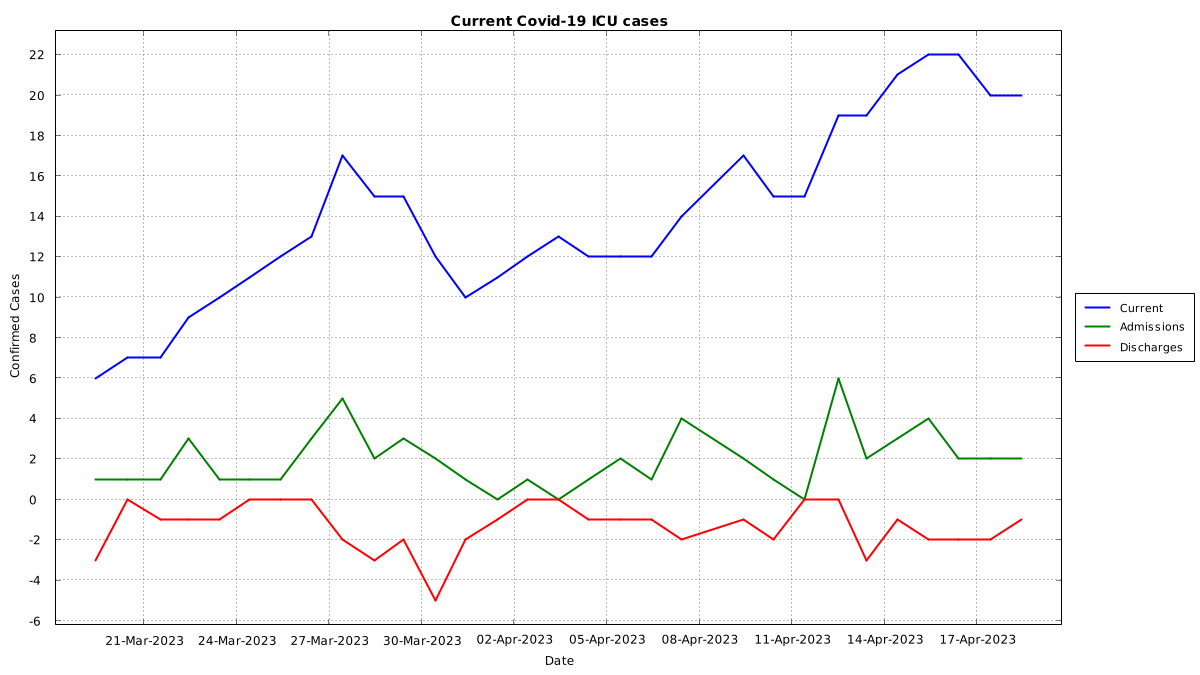 Current Covid-19 ICU cases
22
20
18
16
14
12
10
8
6
4
2
0
-2
-4
-6
Confirmed Cases
21-Mar-2023 24-Mar-2023 27-Mar-2023 30-Mar-2023 02-Apr-2023 05-Apr-2023 08-Apr-2023 11-Apr-2023 14-Apr-2023 17-Apr-2023
Date
Current
Admissions
Discharges